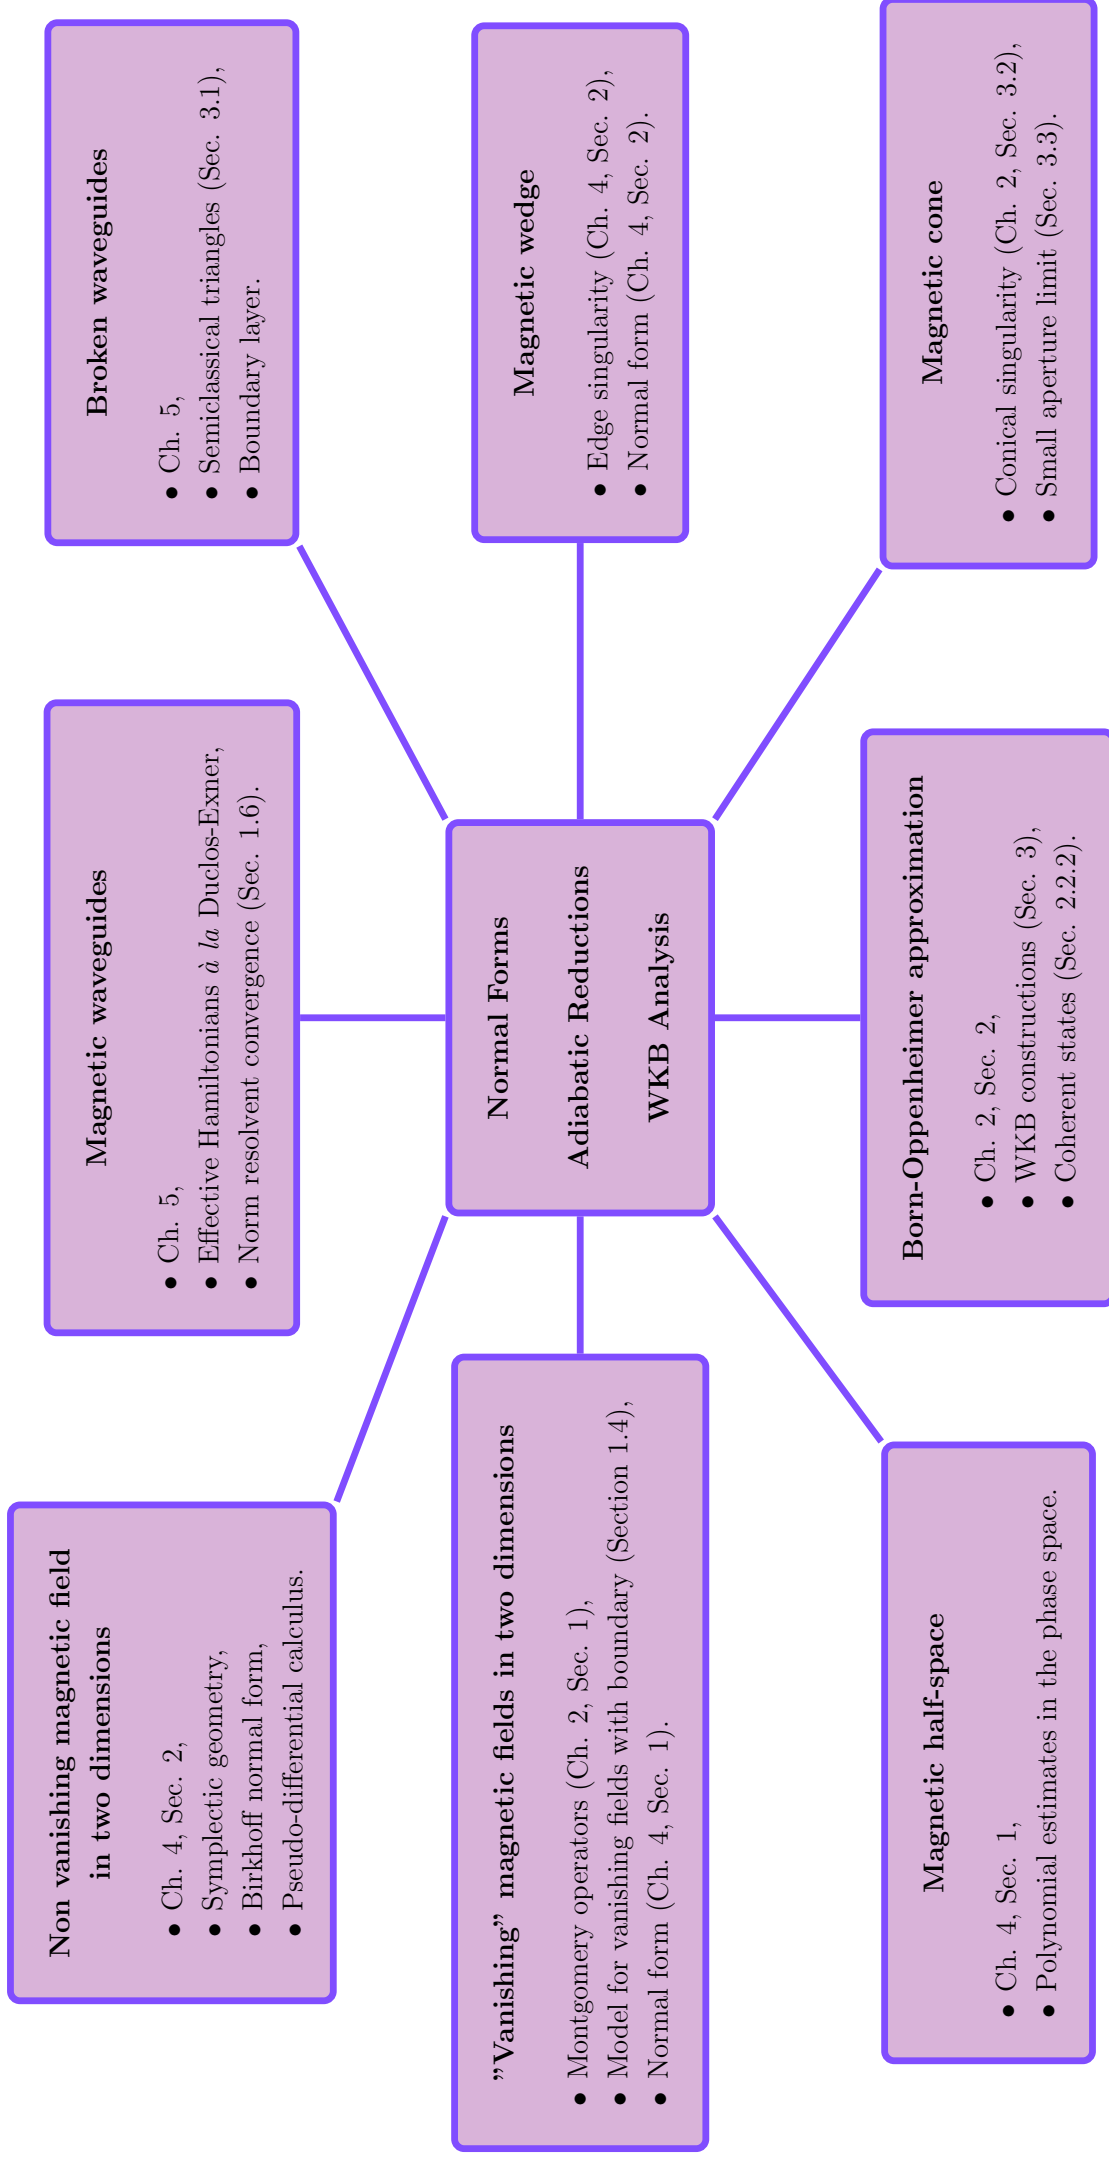 Non vanishing magnetic field
in two dimensions
• Ch. 4, Sec. 2,
• Symplectic geometry,
• Birkhoff normal form,
• Pseudo-differential calculus.
Magnetic waveguides
• Ch. 5,
• Effective Hamiltonians à la Duclos-Exner,
• Norm resolvent convergence (Sec. 1.6).
Broken waveguides
• Ch. 5,
• Semiclassical triangles (Sec. 3.1),
• Boundary layer.
”Vanishing” magnetic fields in two dimensions
• Montgomery operators (Ch. 2, Sec. 1),
• Model for vanishing fields with boundary (Section 1.4),
• Normal form (Ch. 4, Sec. 1).
Normal Forms
Adiabatic Reductions
WKB Analysis
Magnetic wedge
• Edge singularity (Ch. 4, Sec. 2),
• Normal form (Ch. 4, Sec. 2).
Magnetic half-space
• Ch. 4, Sec. 1,
• Polynomial estimates in the phase space.
Born-Oppenheimer approximation
• Ch. 2, Sec. 2,
• WKB constructions (Sec. 3),
• Coherent states (Sec. 2.2.2).
Magnetic cone
• Conical singularity (Ch. 2, Sec. 3.2),
• Small aperture limit (Sec. 3.3).